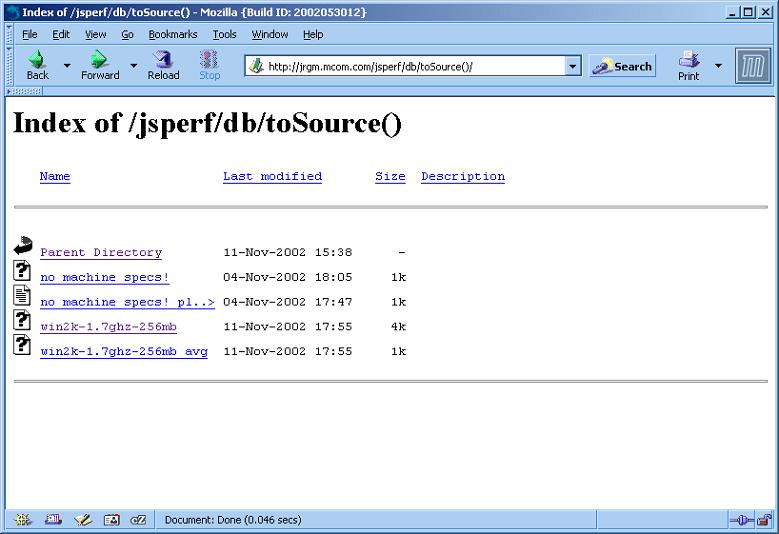 Index of /jsperf/db/toSource() - Mozilla {Build ID: 2002053012}
File Edit View Go Bookmarks Tools Window Help
Back Forward Reload Stop http://jrgm.mcom.com/jsperf/db/toSource()/ Search Print
Index of /jsperf/db/toSource()
Name Last modified Size Description
Parent Directory 11-Nov-2002 15:38 -
no machine specs! 04-Nov-2002 18:05 1k
no machine specs! pl..> 04-Nov-2002 17:47 1k
win2k-1.7ghz-256mb 11-Nov-2002 17:55 4k
win2k-1.7ghz-256mb avg 11-Nov-2002 17:55 1k
Document: Done (0.046 secs)